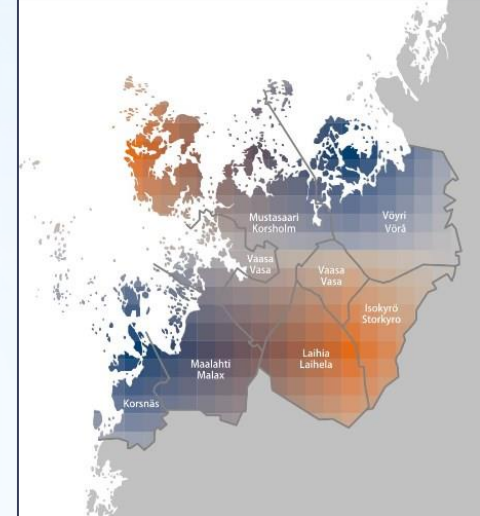 Mustasaari
Korsholm
Vöyri
Vörå
Vaasa
Vasa
Vaasa
Vasa
Isokyrö
Storkyro
Laihia
Laihela
Maalahti
Malax
Korsnäs